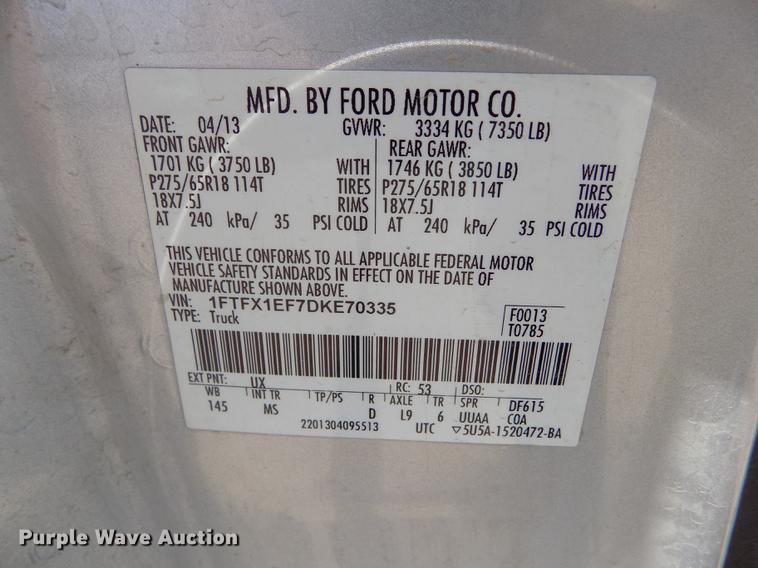 MFD. BY FORD MOTOR CO.
DATE: 04/13 GVWR: 3334 KG ( 7350 LB)
FRONT GAWR: REAR GAWR:
1701 KG ( 3750 LB) WITH 1746 KG ( 3850 LB) WITH
P275/65R18 114T TIRES P275/65R18 114T TIRES
18X7.5J RIMS 18X7.5J RIMS
AT 240 kPa/ 35 PSI COLD AT 240 kPa/ 35 PSI COLD
THIS VEHICLE CONFORMS TO ALL APPLICABLE FEDERAL MOTOR
VEHICLE SAFETY STANDARDS IN EFFECT ON THE DATE OF
MANUFACTURE SHOWN ABOVE.
VIN: 1FTFX1EF7DKE70335 F0013
TYPE: Truck T0785
EXT PNT: UX RC: 53 DSO:
WB INT TR TP/PS R AXLE TR SPR DF615
145 MS D L9 6 UUAA COA
2201304095513 UTC ▽5U5A-1520472-BA
Purple Wave Auction